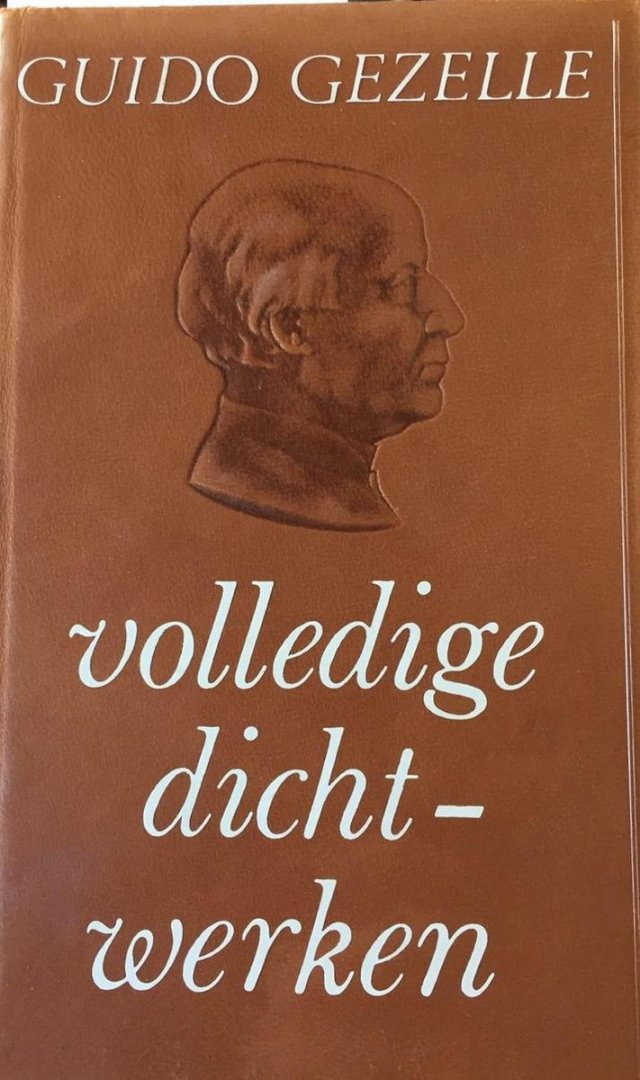 GUIDO GEZELLE
volledige
dicht-
werken